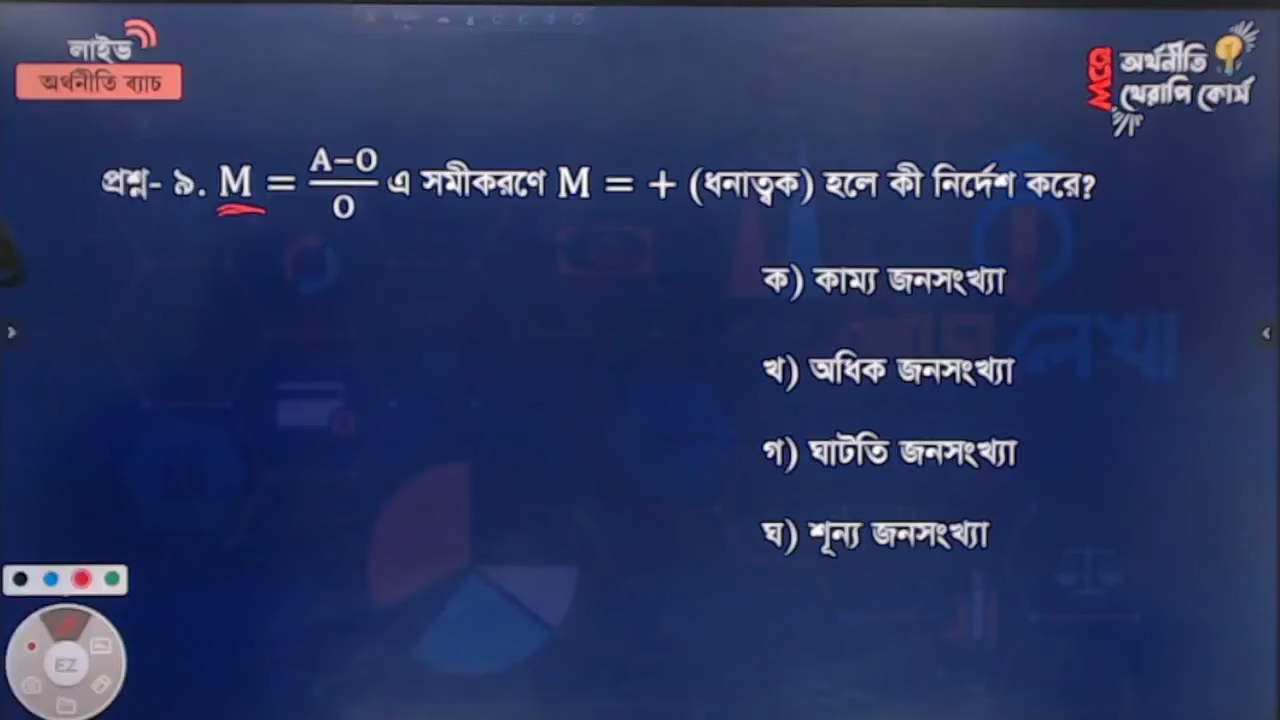 লাইভ
অর্থনীতি ব্যাচ
MCQ
অর্থনীতি
থেরাপি কোর্স
প্রশ্ন- ৯. M = A−O/O এ সমীকরণে M = + (ধনাত্বক) হলে কী নির্দেশ করে?
ক) কাম্য জনসংখ্যা
খ) অধিক জনসংখ্যা
গ) ঘাটতি জনসংখ্যা
ঘ) শূন্য জনসংখ্যা
লেখা
EZ